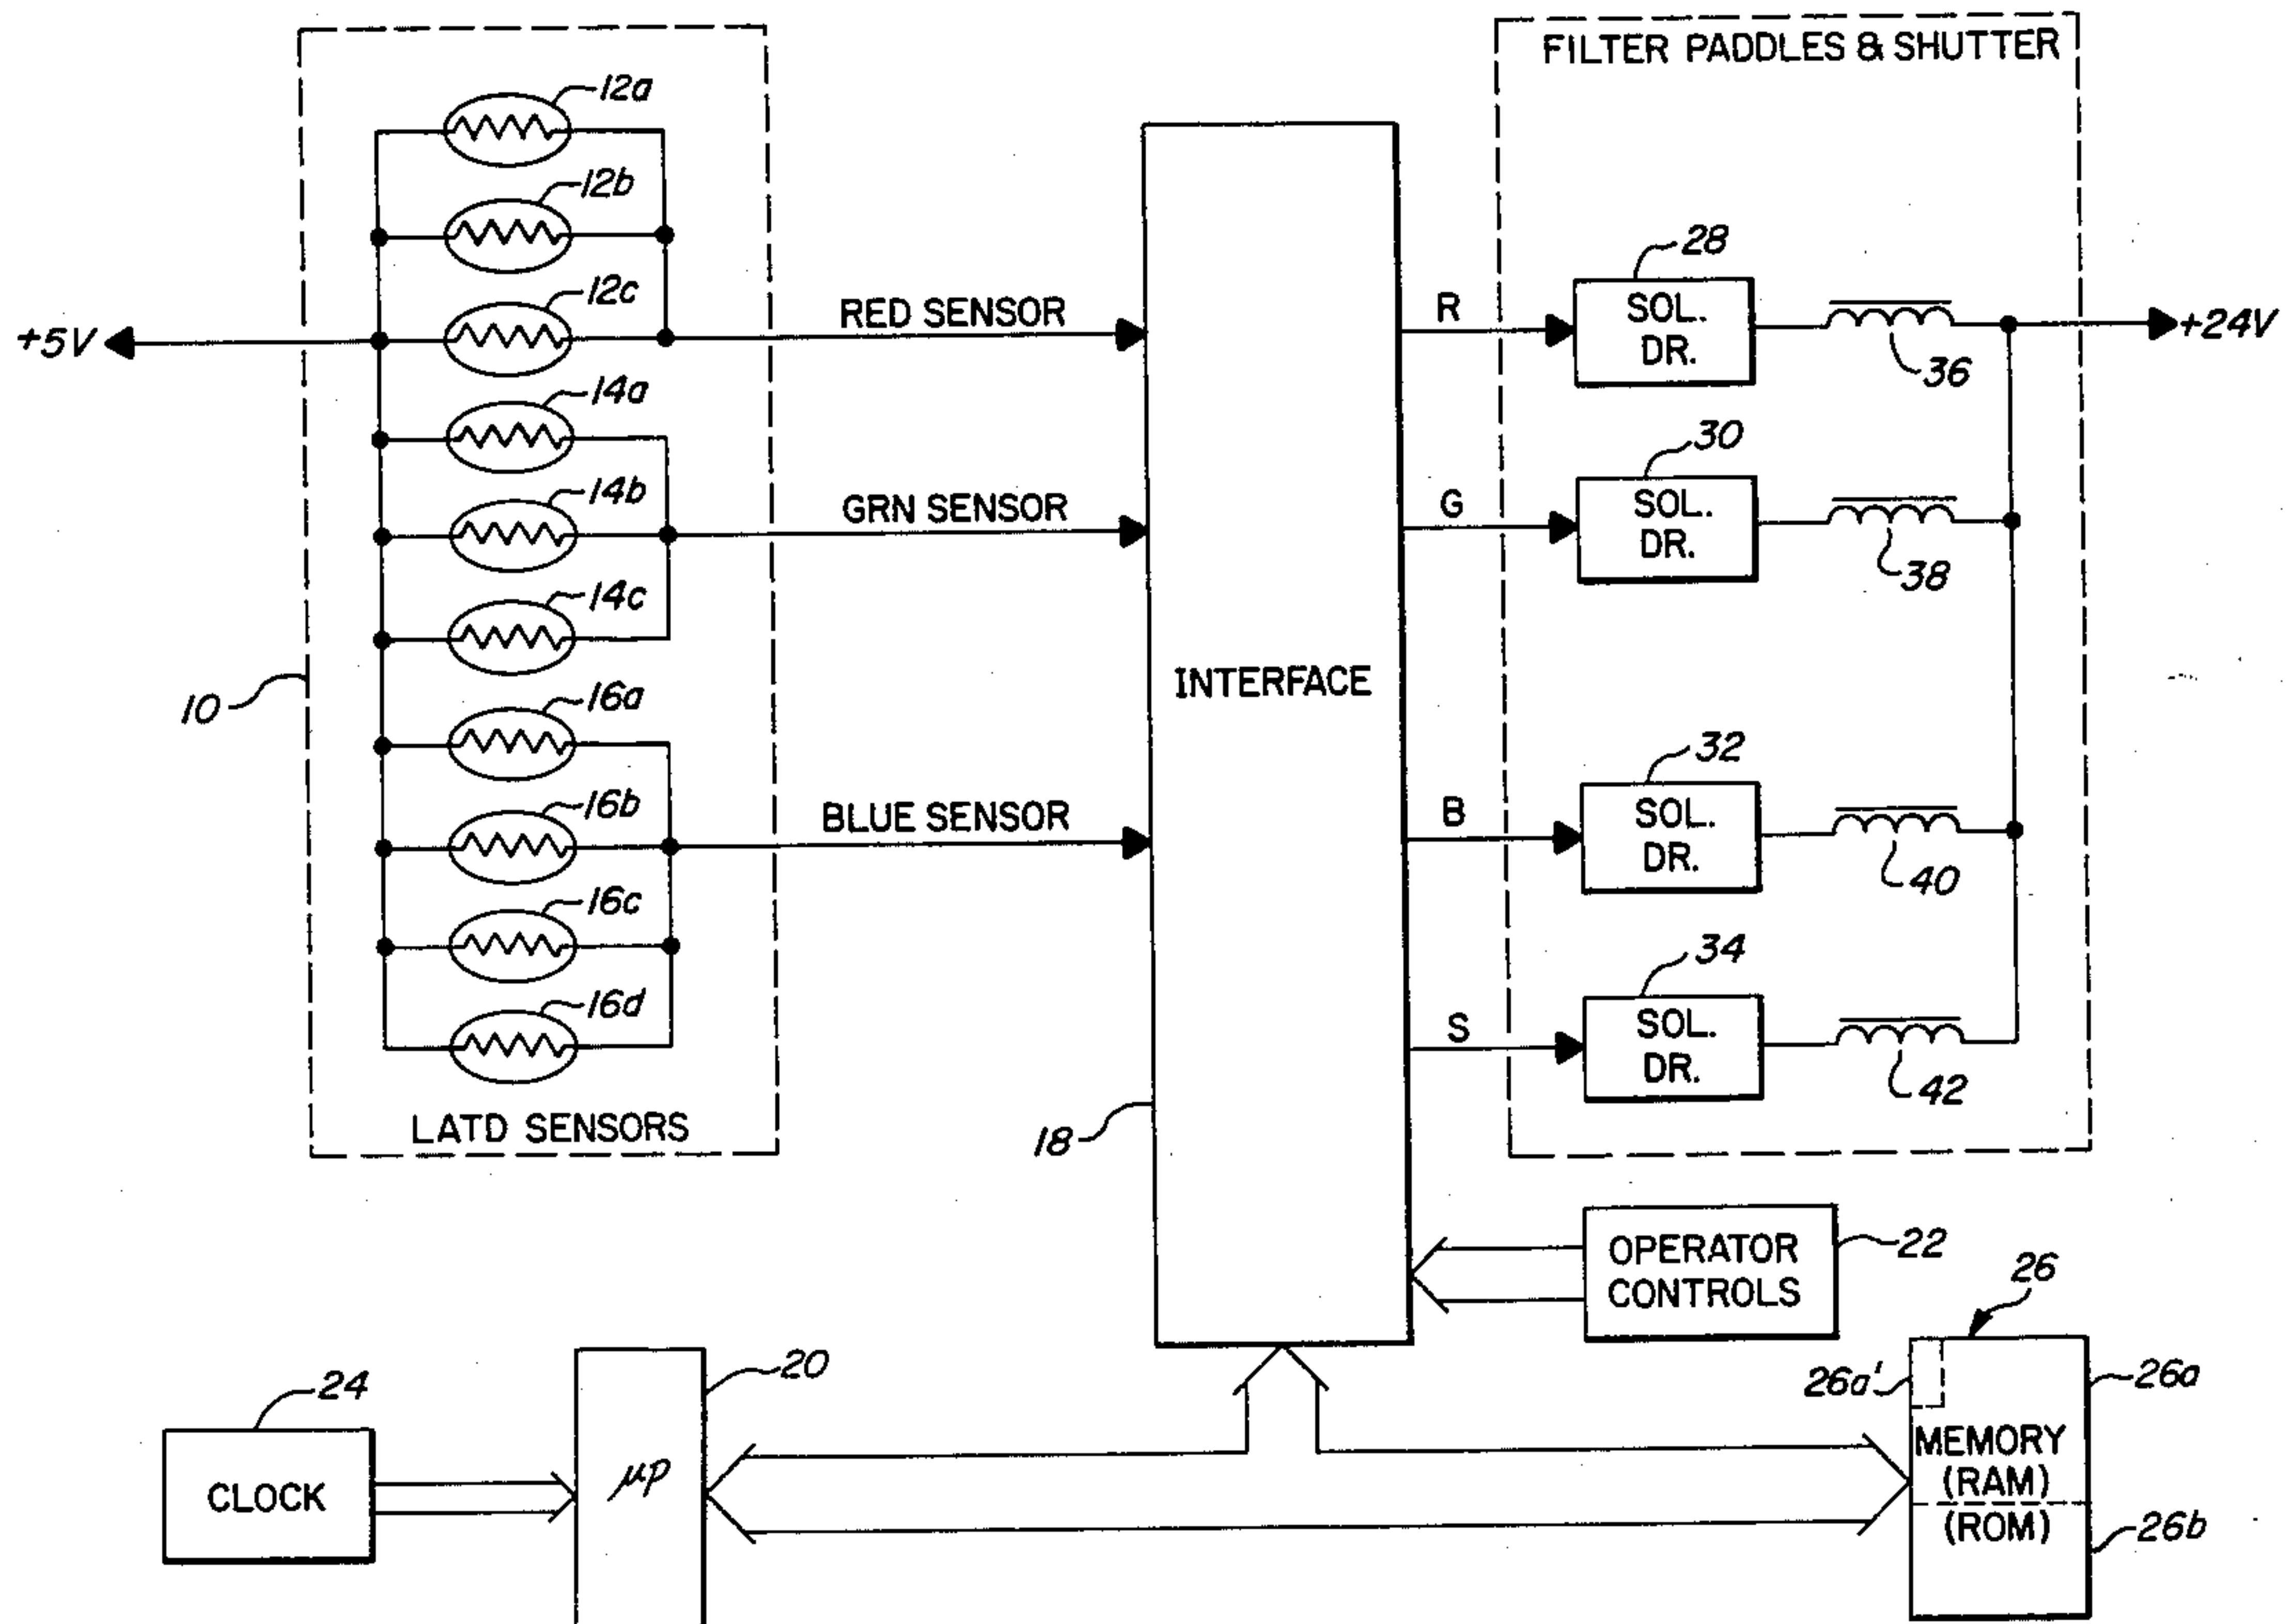 FILTER PADDLES & SHUTTER
12a
12b
12c
14a
14b
14c
16a
16b
16c
16d
LATD SENSORS
10
+5V
RED SENSOR
GRN SENSOR
BLUE SENSOR
INTERFACE
18
R
G
B
S
28
SOL.
DR.
36
+24V
30
SOL.
DR.
38
32
SOL.
DR.
40
34
SOL.
DR.
42
OPERATOR
CONTROLS
22
24
CLOCK
20
μp
26
26a'
26a
MEMORY
(RAM)
(ROM)
26b